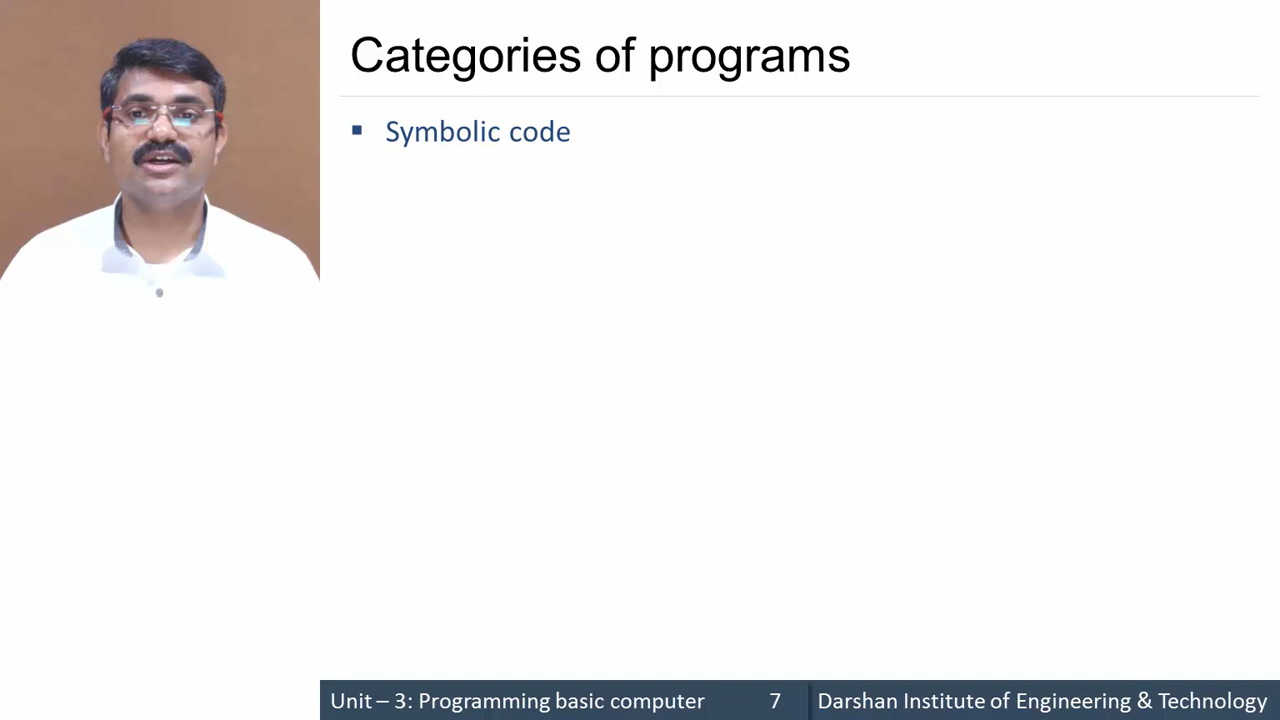 Categories of programs
▪ Symbolic code
Unit – 3: Programming basic computer 7 Darshan Institute of Engineering & Technology